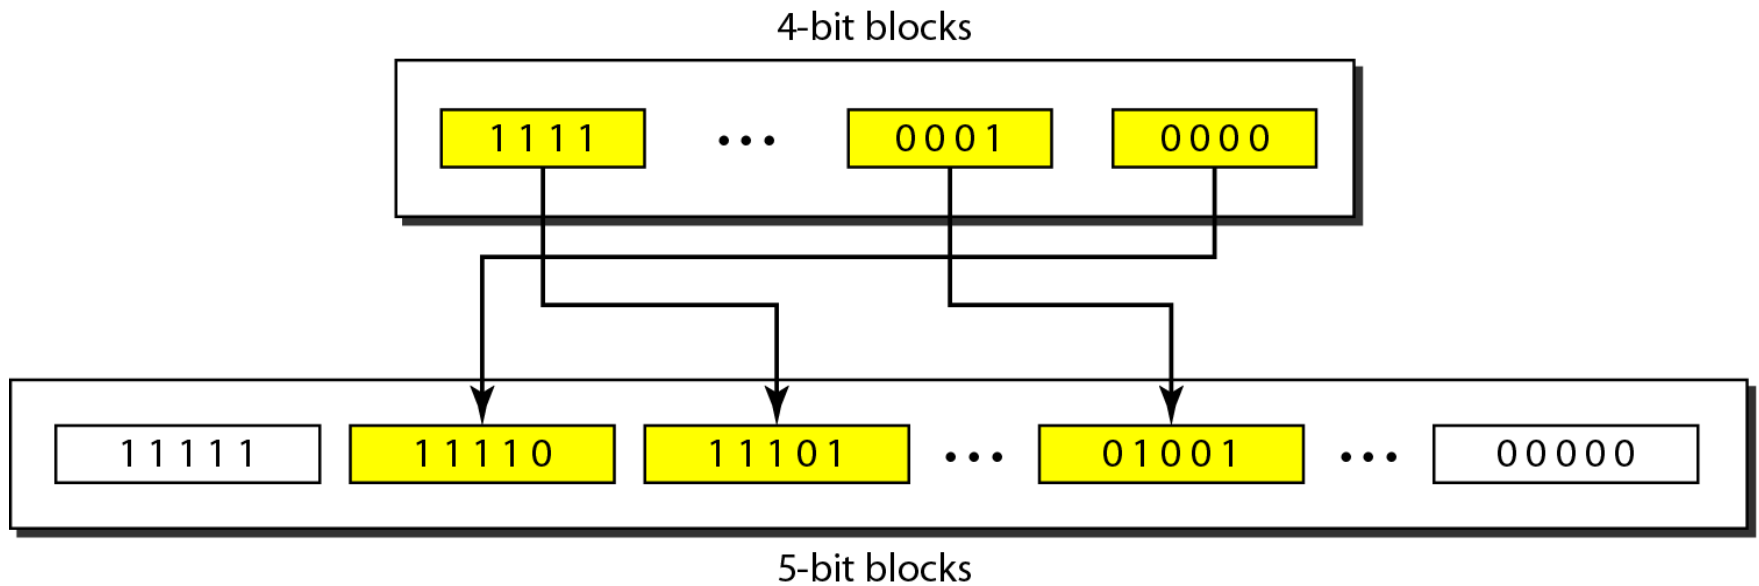 4-bit blocks
1111 ... 0001 0000
11111 11110 11101 ... 01001 ... 00000
5-bit blocks